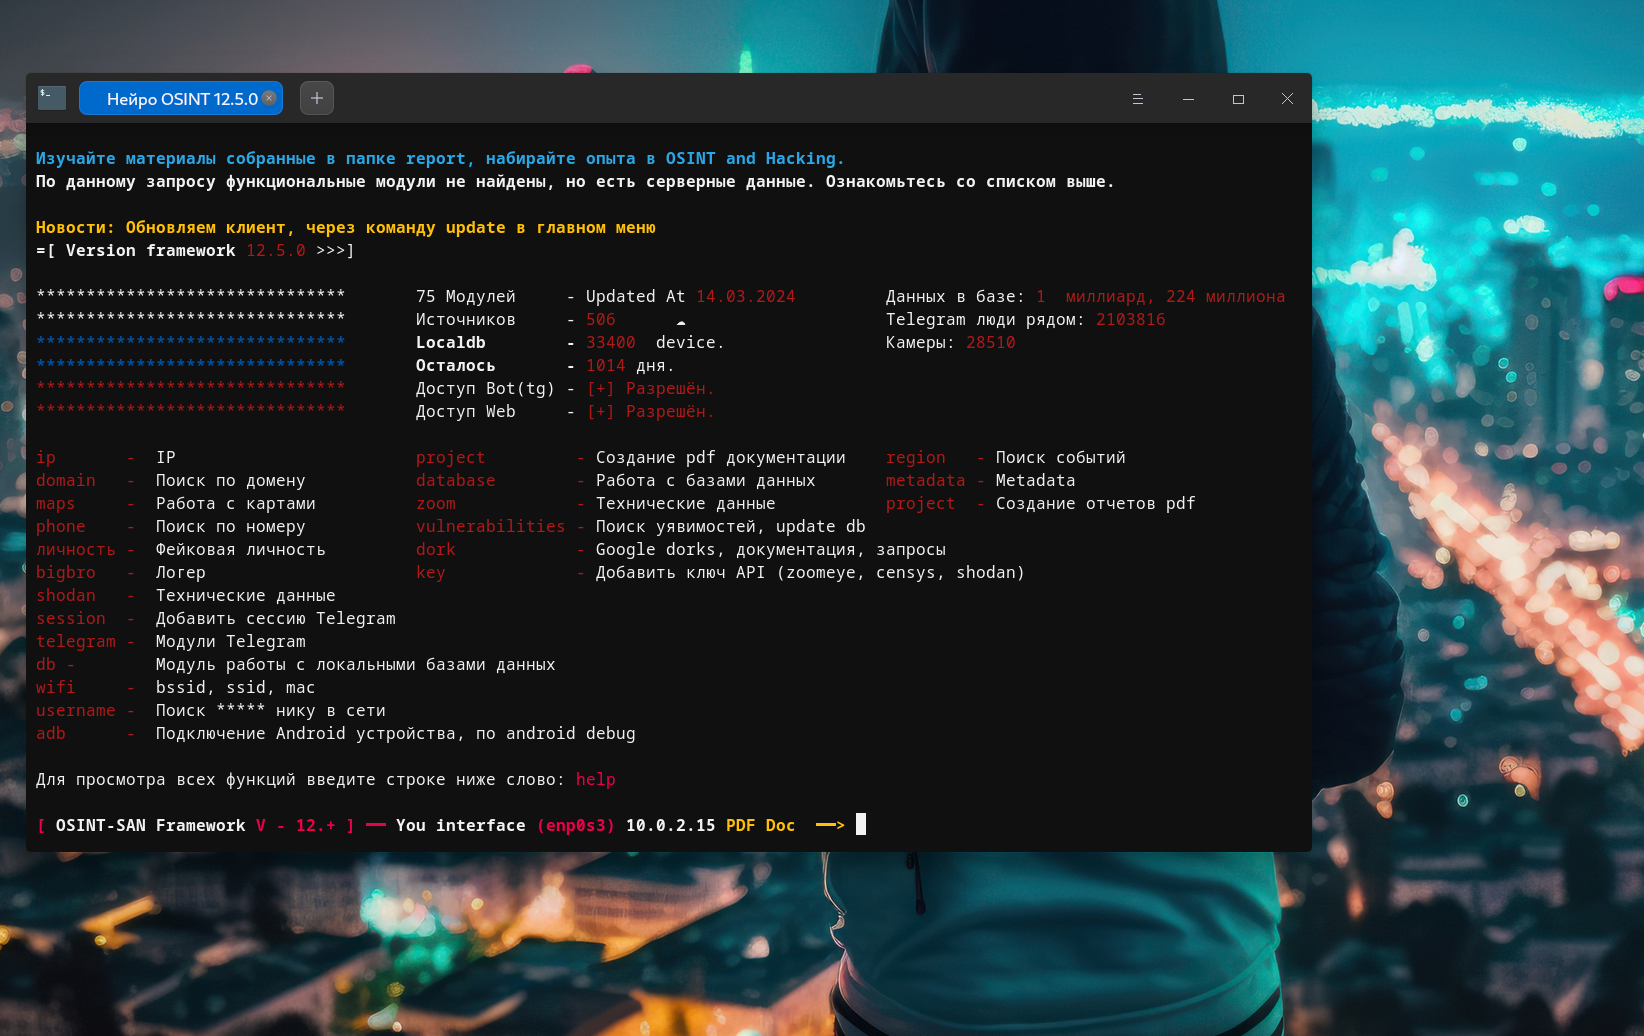 $_
Нейро OSINT 12.5.0
Изучайте материалы собранные в папке report, набирайте опыта в OSINT and Hacking.
По данному запросу функциональные модули не найдены, но есть серверные данные. Ознакомьтесь со списком выше.
Новости: Обновляем клиент, через команду update в главном меню
=[ Version framework 12.5.0 >>>]
******************************* 75 Модулей - Updated At 14.03.2024 Данных в базе: 1 миллиард, 224 миллиона
******************************* Источников - 506 ☁ Telegram люди рядом: 2103816
******************************* Localdb - 33400 device. Камеры: 28510
******************************* Осталось - 1014 дня.
******************************* Доступ Bot(tg) - [+] Разрешён.
******************************* Доступ Web - [+] Разрешён.
ip - IP project - Создание pdf документации region - Поиск событий
domain - Поиск по домену database - Работа с базами данных metadata - Metadata
maps - Работа с картами zoom - Технические данные project - Создание отчетов pdf
phone - Поиск по номеру vulnerabilities - Поиск уявимостей, update db
личность - Фейковая личность dork - Google dorks, документация, запросы
bigbro - Логер key - Добавить ключ API (zoomeye, censys, shodan)
shodan - Технические данные
session - Добавить сессию Telegram
telegram - Модули Telegram
db - Модуль работы с локальными базами данных
wifi - bssid, ssid, mac
username - Поиск ***** нику в сети
adb - Подключение Android устройства, по android debug
Для просмотра всех функций введите строке ниже слово: help
[ OSINT-SAN Framework V - 12.+ ] ── You interface (enp0s3) 10.0.2.15 PDF Doc ──>